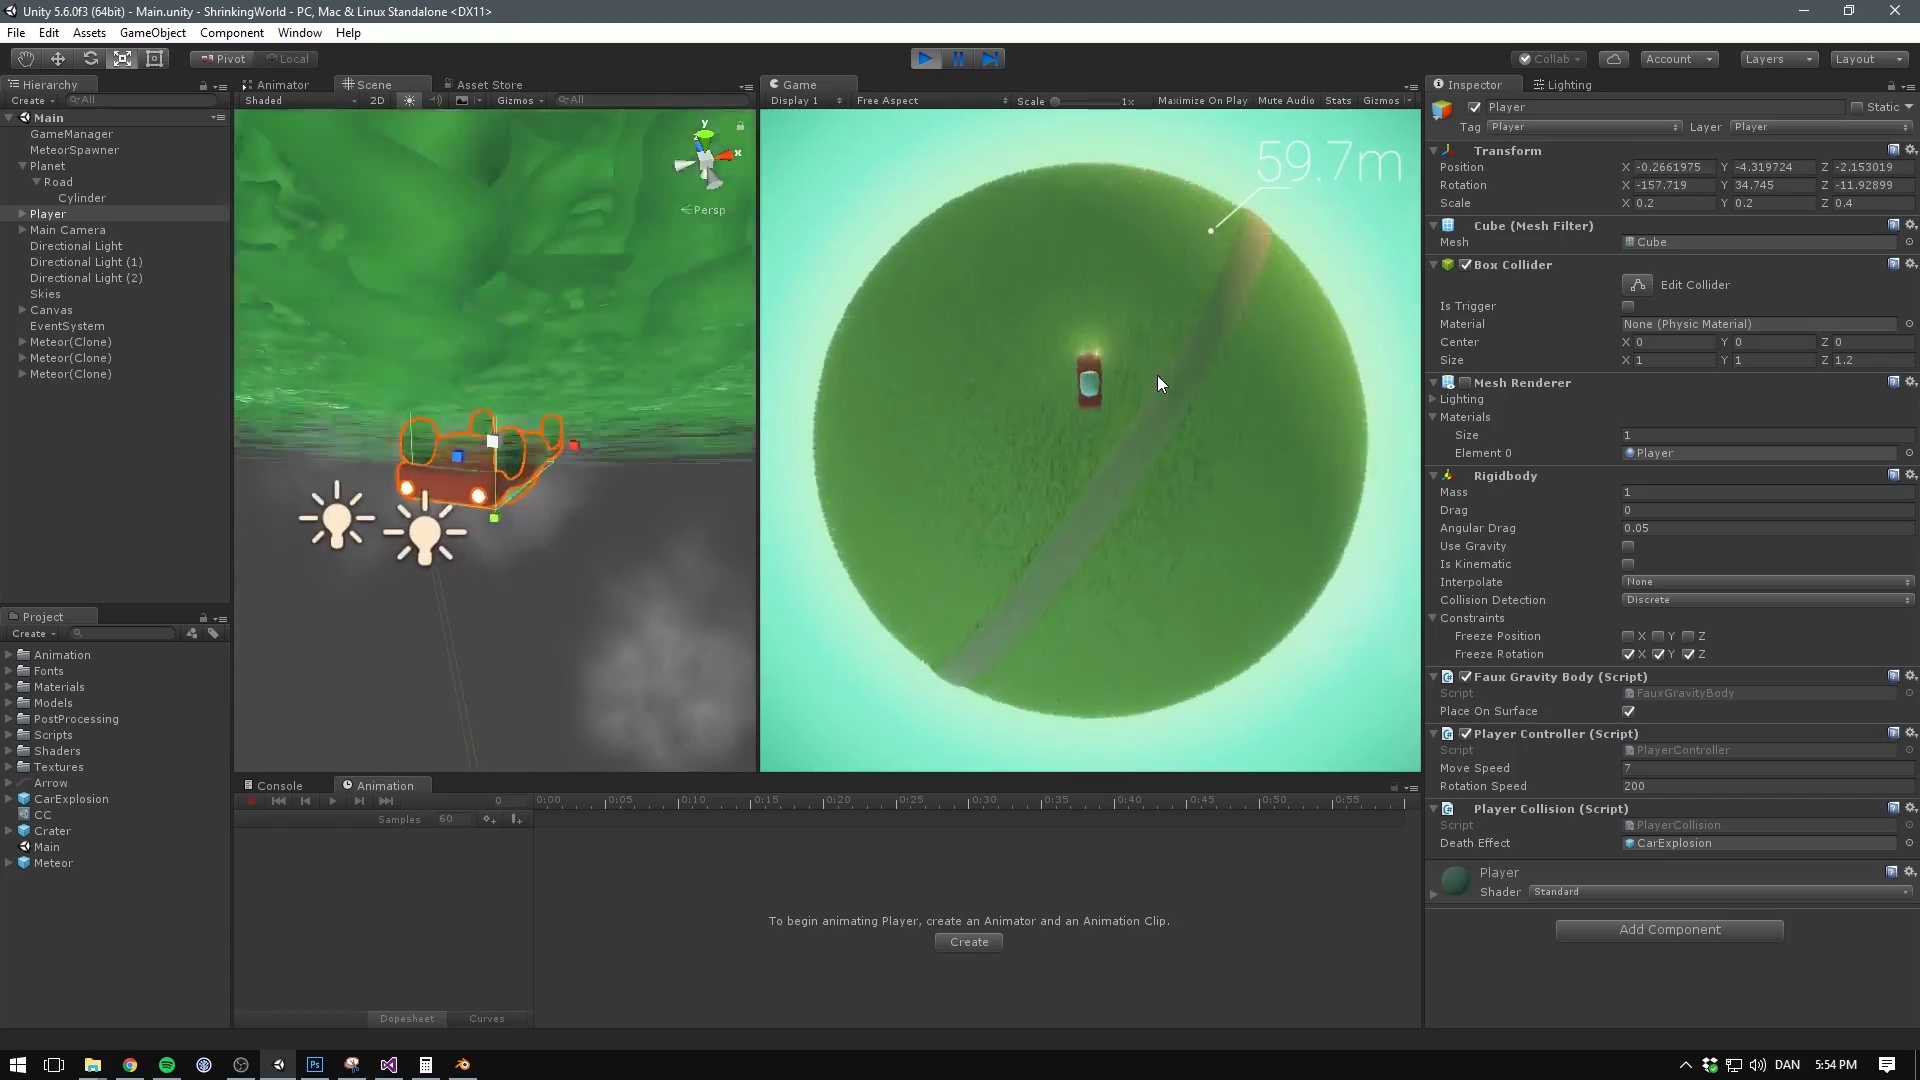 Unity 5.6.0f3 (64bit) - Main.unity - ShrinkingWorld - PC, Mac & Linux Standalone <DX11>
File Edit Assets GameObject Component Window Help
Pivot Local Collab Account Layers Layout
Hierarchy
Create All
Main
GameManager
MeteorSpawner
Planet
Road
Cylinder
Player
Main Camera
Directional Light
Directional Light (1)
Directional Light (2)
Skies
Canvas
EventSystem
Meteor(Clone)
Meteor(Clone)
Meteor(Clone)
Project
Create
Animation
Fonts
Materials
Models
PostProcessing
Scripts
Shaders
Textures
Arrow
CarExplosion
CC
Crater
Main
Meteor
Animator Scene Asset Store
Shaded 2D Gizmos All
y
x
Persp
Game
Display 1 Free Aspect Scale 1x Maximize On Play Mute Audio Stats Gizmos
59.7m
Console Animation
0 0:00 0:05 0:10 0:15 0:20 0:25 0:30 0:35 0:40 0:45 0:50 0:55
Samples 60
To begin animating Player, create an Animator and an Animation Clip.
Create
Dopesheet Curves
Inspector Lighting
Player Static
Tag Player Layer Player
Transform
Position X -0.2661975 Y -4.319724 Z -2.153019
Rotation X -157.719 Y 34.745 Z -11.92899
Scale X 0.2 Y 0.2 Z 0.4
Cube (Mesh Filter)
Mesh Cube
Box Collider
Edit Collider
Is Trigger
Material None (Physic Material)
Center X 0 Y 0 Z 0
Size X 1 Y 1 Z 1.2
Mesh Renderer
Lighting
Materials
Size 1
Element 0 Player
Rigidbody
Mass 1
Drag 0
Angular Drag 0.05
Use Gravity
Is Kinematic
Interpolate None
Collision Detection Discrete
Constraints
Freeze Position X Y Z
Freeze Rotation X Y Z
Faux Gravity Body (Script)
Script FauxGravityBody
Place On Surface
Player Controller (Script)
Script PlayerController
Move Speed 7
Rotation Speed 200
Player Collision (Script)
Script PlayerCollision
Death Effect CarExplosion
Player
Shader Standard
Add Component
Ps
DAN 5:54 PM